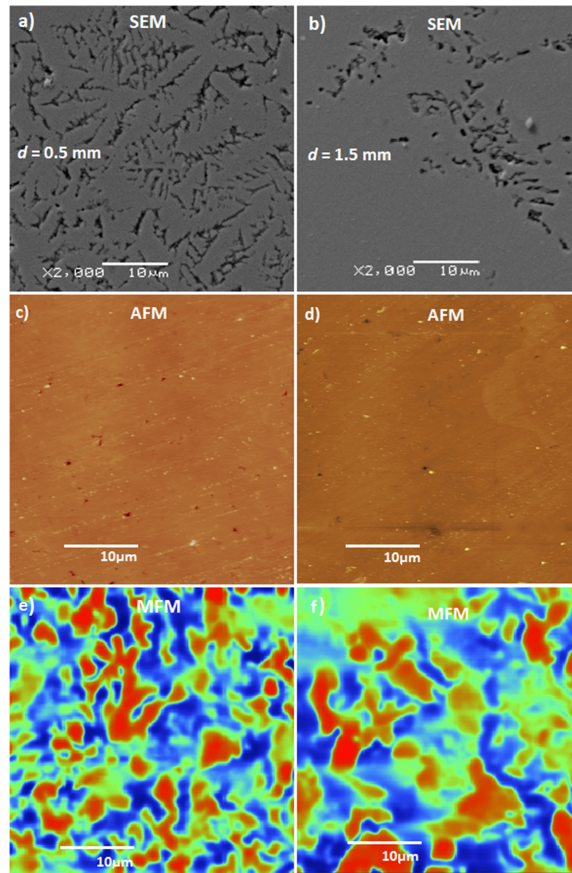 a) SEM
d = 0.5 mm
X2,000 10µm
b) SEM
d = 1.5 mm
X2,000 10µm
c) AFM
10µm
d) AFM
10µm
e) MFM
10µm
f) MFM
10µm